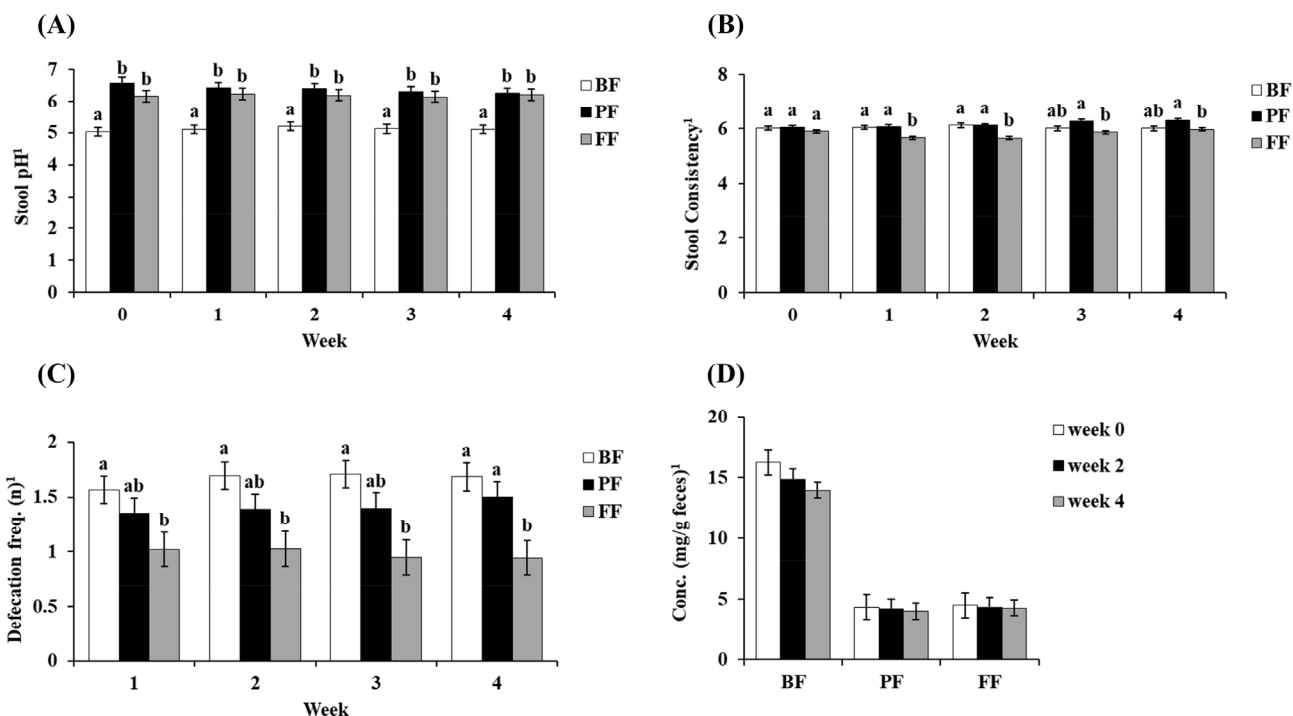 (A)
a b b a b b a b b a b b a b b
7
6
5
4
3
2
1
0
Stool pH¹
0 1 2 3 4
Week
BF
PF
FF
(B)
a a a a a b a a b ab a b ab a b
8
6
4
2
0
Stool Consistency¹
0 1 2 3 4
Week
BF
PF
FF
(C)
a ab b a ab b a ab b a a b
2
1.5
1
0.5
0
Defecation freq. (n)¹
1 2 3 4
Week
BF
PF
FF
(D)
20
15
10
5
0
Conc. (mg/g feces)¹
BF PF FF
week 0
week 2
week 4